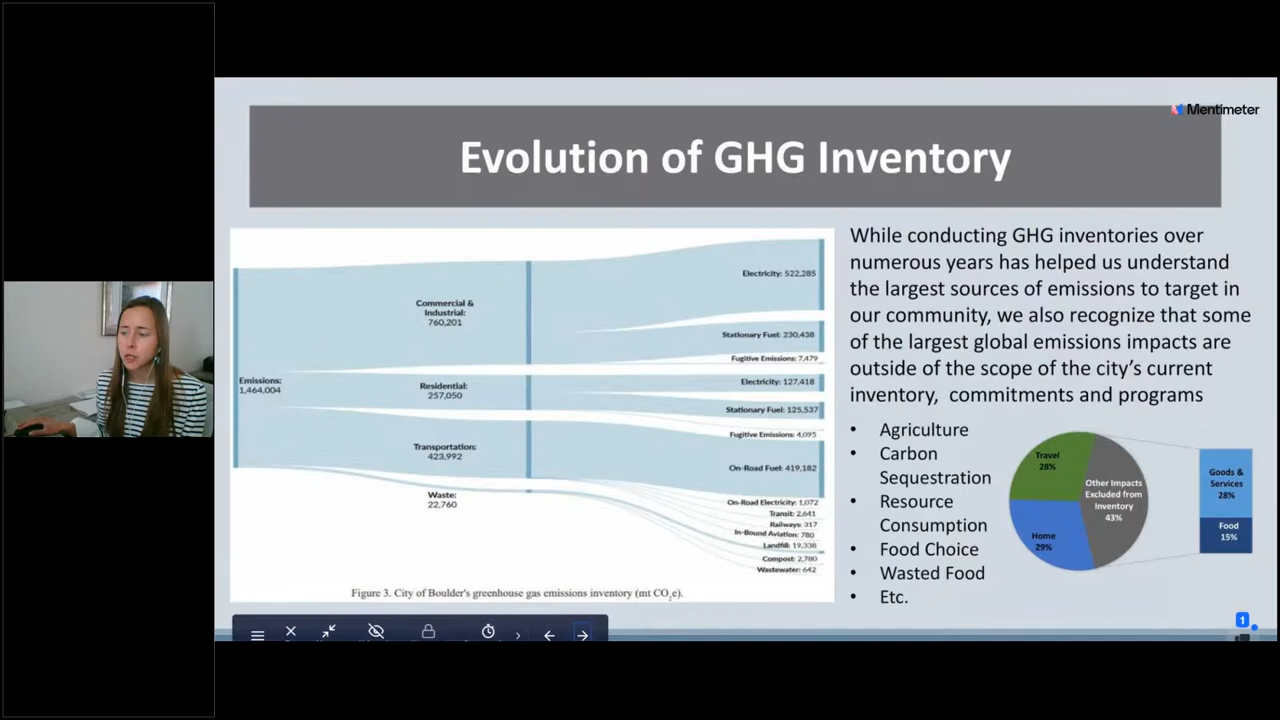 Mentimeter
Evolution of GHG Inventory
Emissions:
1,464,004
Commercial &
Industrial:
760,201
Residential:
257,050
Transportation:
423,992
Waste:
22,760
Electricity: 522,285
Stationary Fuel: 230,438
Fugitive Emissions: 7,479
Electricity: 127,418
Stationary Fuel: 125,537
Fugitive Emissions: 4,095
On-Road Fuel: 419,182
On-Road Electricity: 1,072
Transit: 2,641
Railways: 317
In-Bound Aviation: 780
Landfill: 19,338
Compost: 2,780
Wastewater: 642
Figure 3. City of Boulder's greenhouse gas emissions inventory (mt CO2e).
While conducting GHG inventories over
numerous years has helped us understand
the largest sources of emissions to target in
our community, we also recognize that some
of the largest global emissions impacts are
outside of the scope of the city's current
inventory, commitments and programs
• Agriculture
• Carbon
Sequestration
• Resource
Consumption
• Food Choice
• Wasted Food
• Etc.
Travel
28%
Home
29%
Other Impacts
Excluded from
Inventory
43%
Goods &
Services
28%
Food
15%
1